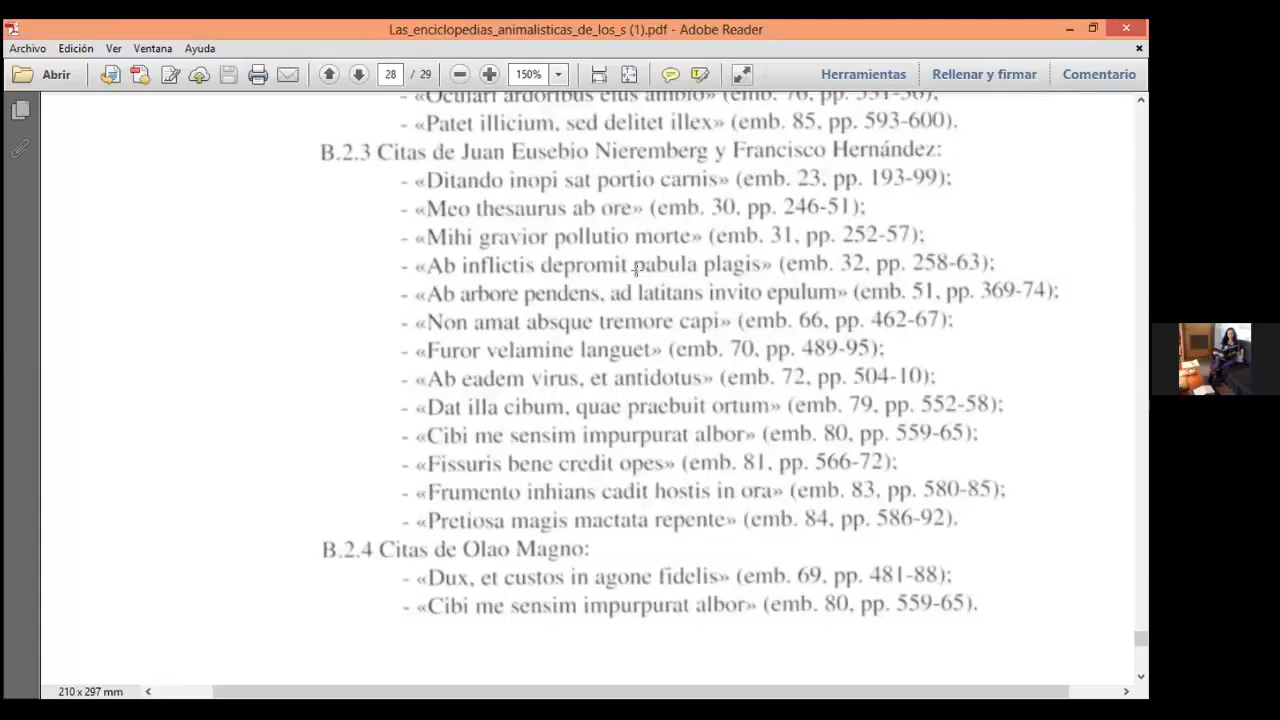 Las_enciclopedias_animalisticas_de_los_s (1).pdf - Adobe Reader
Archivo Edición Ver Ventana Ayuda
Abrir 28 / 29 150% Herramientas Rellenar y firmar Comentario
- «Oculari ardoribus eius ambio» (emb. 76, pp. 531-36);
- «Patet illicium, sed delitet illex» (emb. 85, pp. 593-600).
B.2.3 Citas de Juan Eusebio Nieremberg y Francisco Hernández:
- «Ditando inopi sat portio carnis» (emb. 23, pp. 193-99);
- «Meo thesaurus ab ore» (emb. 30, pp. 246-51);
- «Mihi gravior pollutio morte» (emb. 31, pp. 252-57);
- «Ab inflictis depromit pabula plagis» (emb. 32, pp. 258-63);
- «Ab arbore pendens, ad latitans invito epulum» (emb. 51, pp. 369-74);
- «Non amat absque tremore capi» (emb. 66, pp. 462-67);
- «Furor velamine languet» (emb. 70, pp. 489-95);
- «Ab eadem virus, et antidotus» (emb. 72, pp. 504-10);
- «Dat illa cibum, quae praebuit ortum» (emb. 79, pp. 552-58);
- «Cibi me sensim impurpurat albor» (emb. 80, pp. 559-65);
- «Fissuris bene credit opes» (emb. 81, pp. 566-72);
- «Frumento inhians cadit hostis in ora» (emb. 83, pp. 580-85);
- «Pretiosa magis mactata repente» (emb. 84, pp. 586-92).
B.2.4 Citas de Olao Magno:
- «Dux, et custos in agone fidelis» (emb. 69, pp. 481-88);
- «Cibi me sensim impurpurat albor» (emb. 80, pp. 559-65).
210 x 297 mm